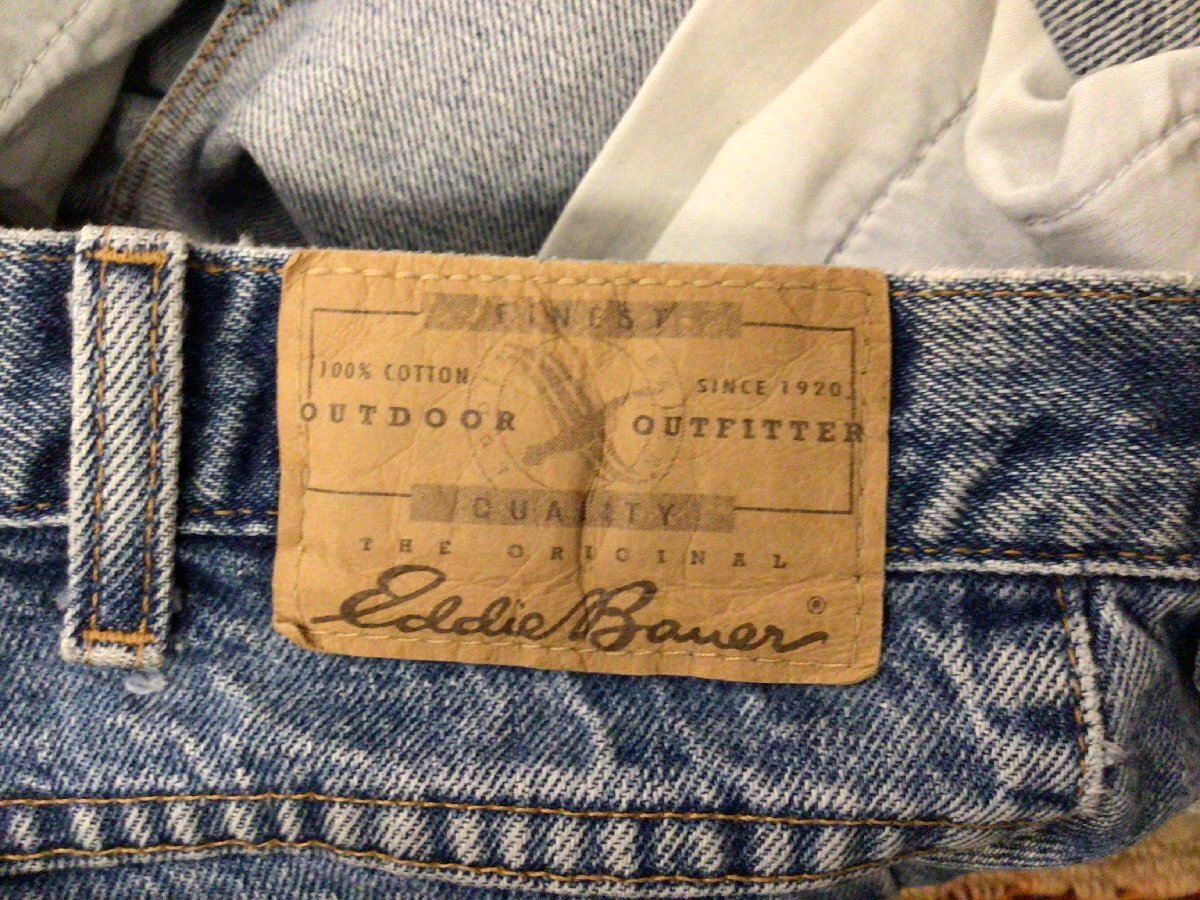 FINEST
100% COTTON SINCE 1920
OUTDOOR OUTFITTER
QUALITY
THE ORIGINAL
Eddie Bauer ®